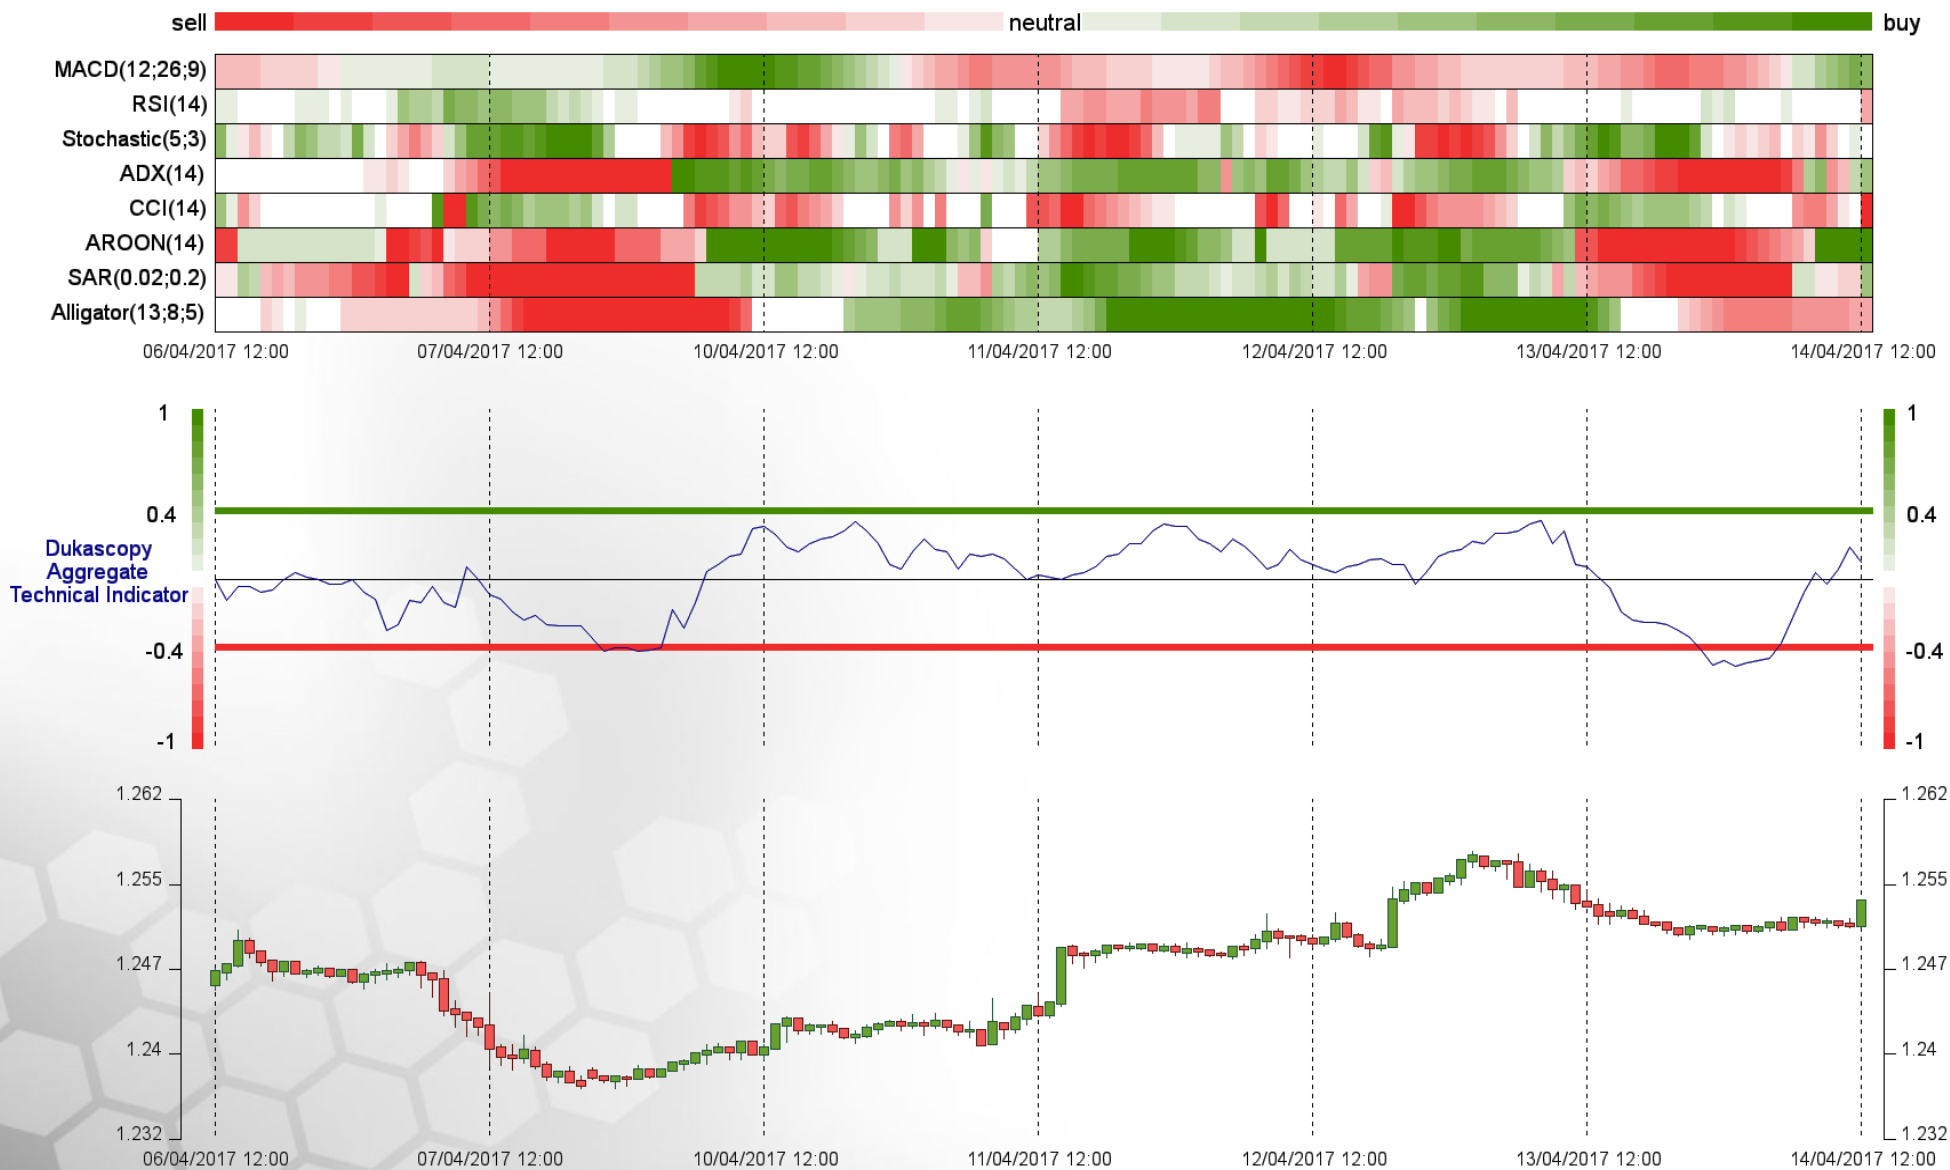 sell neutral buy
MACD(12;26;9)
RSI(14)
Stochastic(5;3)
ADX(14)
CCI(14)
AROON(14)
SAR(0.02;0.2)
Alligator(13;8;5)
06/04/2017 12:00 07/04/2017 12:00 10/04/2017 12:00 11/04/2017 12:00 12/04/2017 12:00 13/04/2017 12:00 14/04/2017 12:00
1 1
0.4 0.4
Dukascopy
Aggregate
Technical Indicator
-0.4 -0.4
-1 -1
1.262 1.262
1.255 1.255
1.247 1.247
1.24 1.24
1.232 1.232
06/04/2017 12:00 07/04/2017 12:00 10/04/2017 12:00 11/04/2017 12:00 12/04/2017 12:00 13/04/2017 12:00 14/04/2017 12:00